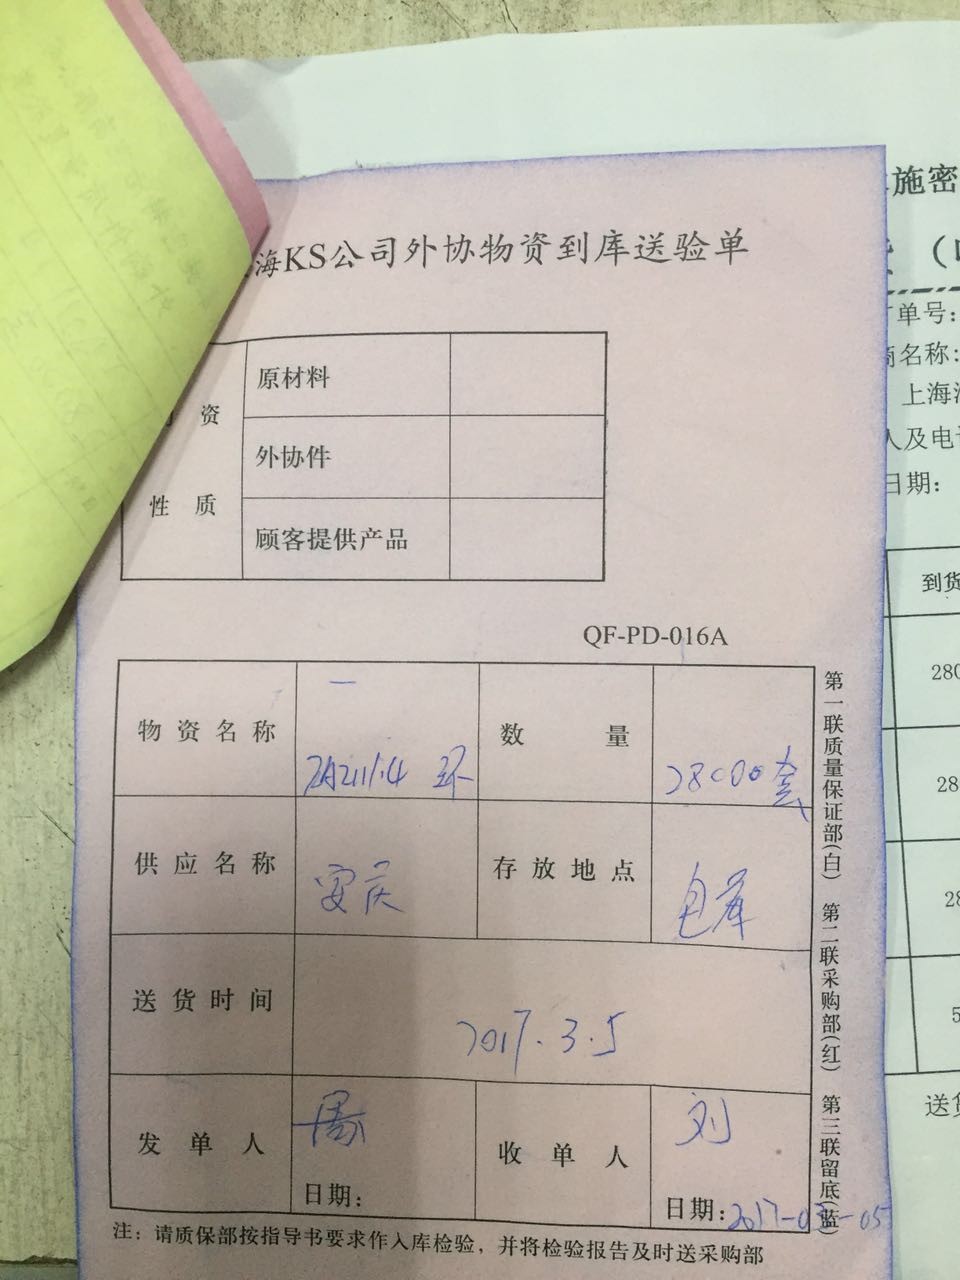 海KS公司外协物资到库送验单
资
性 质
原材料
外协件
顾客提供产品
QF-PD-016A
物资名称
环
数 量
28000套
供应名称
安庆
存放地点
送货时间
2017.3.5
发单人
周
日期:
收单人
刘
日期:2017-03-05
注: 请质保部按指导书要求作入库检验, 并将检验报告及时送采购部
第一联质量保证部(白) 第二联采购部(红) 第三联留底(蓝)
施密
单号:
商名称:
上海
人及电
日期:
到货
280
28
28
5
送货